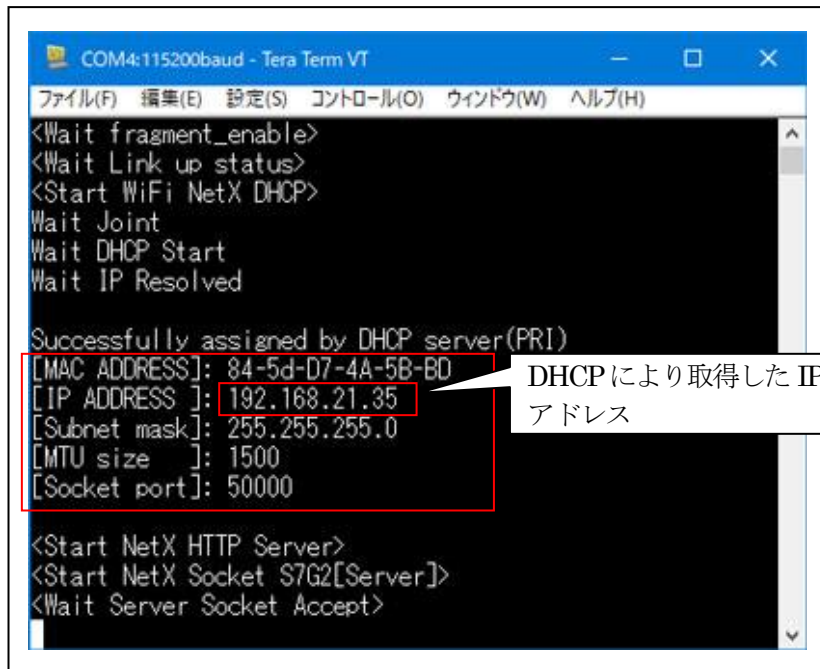 COM4:115200baud - Tera Term VT
ファイル(F) 編集(E) 設定(S) コントロール(O) ウィンドウ(W) ヘルプ(H)
<Wait fragment_enable>
<Wait Link up status>
<Start WiFi NetX DHCP>
Wait Joint
Wait DHCP Start
Wait IP Resolved
Successfully assigned by DHCP server(PRI)
[MAC ADDRESS]: 84-5d-D7-4A-5B-BD
[IP ADDRESS ]: 192.168.21.35
[Subnet mask]: 255.255.255.0
[MTU size   ]: 1500
[Socket port]: 50000
DHCPにより取得したIP
アドレス
<Start NetX HTTP Server>
<Start NetX Socket S7G2[Server]>
<Wait Server Socket Accept>